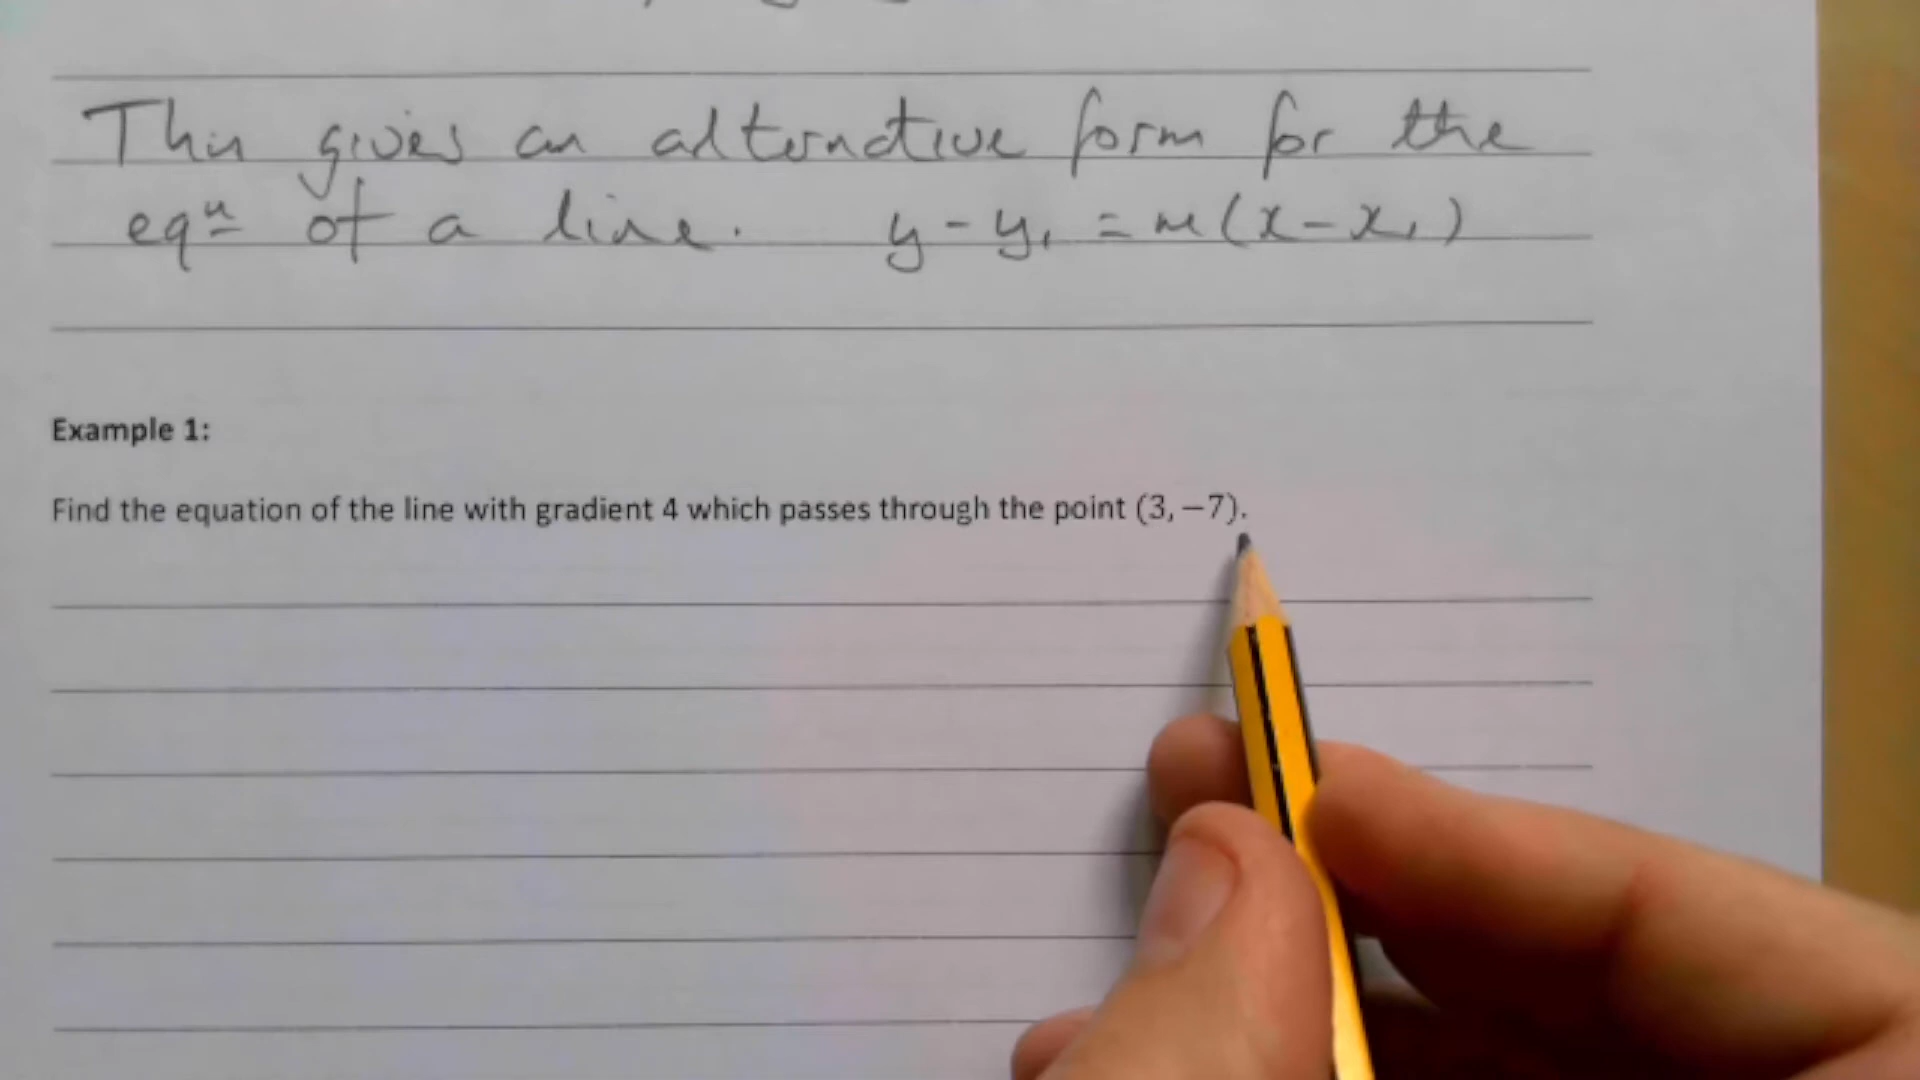 This gives an alternative form for the
eqⁿ of a line. y - y₁ = m(x - x₁)
Example 1:
Find the equation of the line with gradient 4 which passes through the point (3, −7).